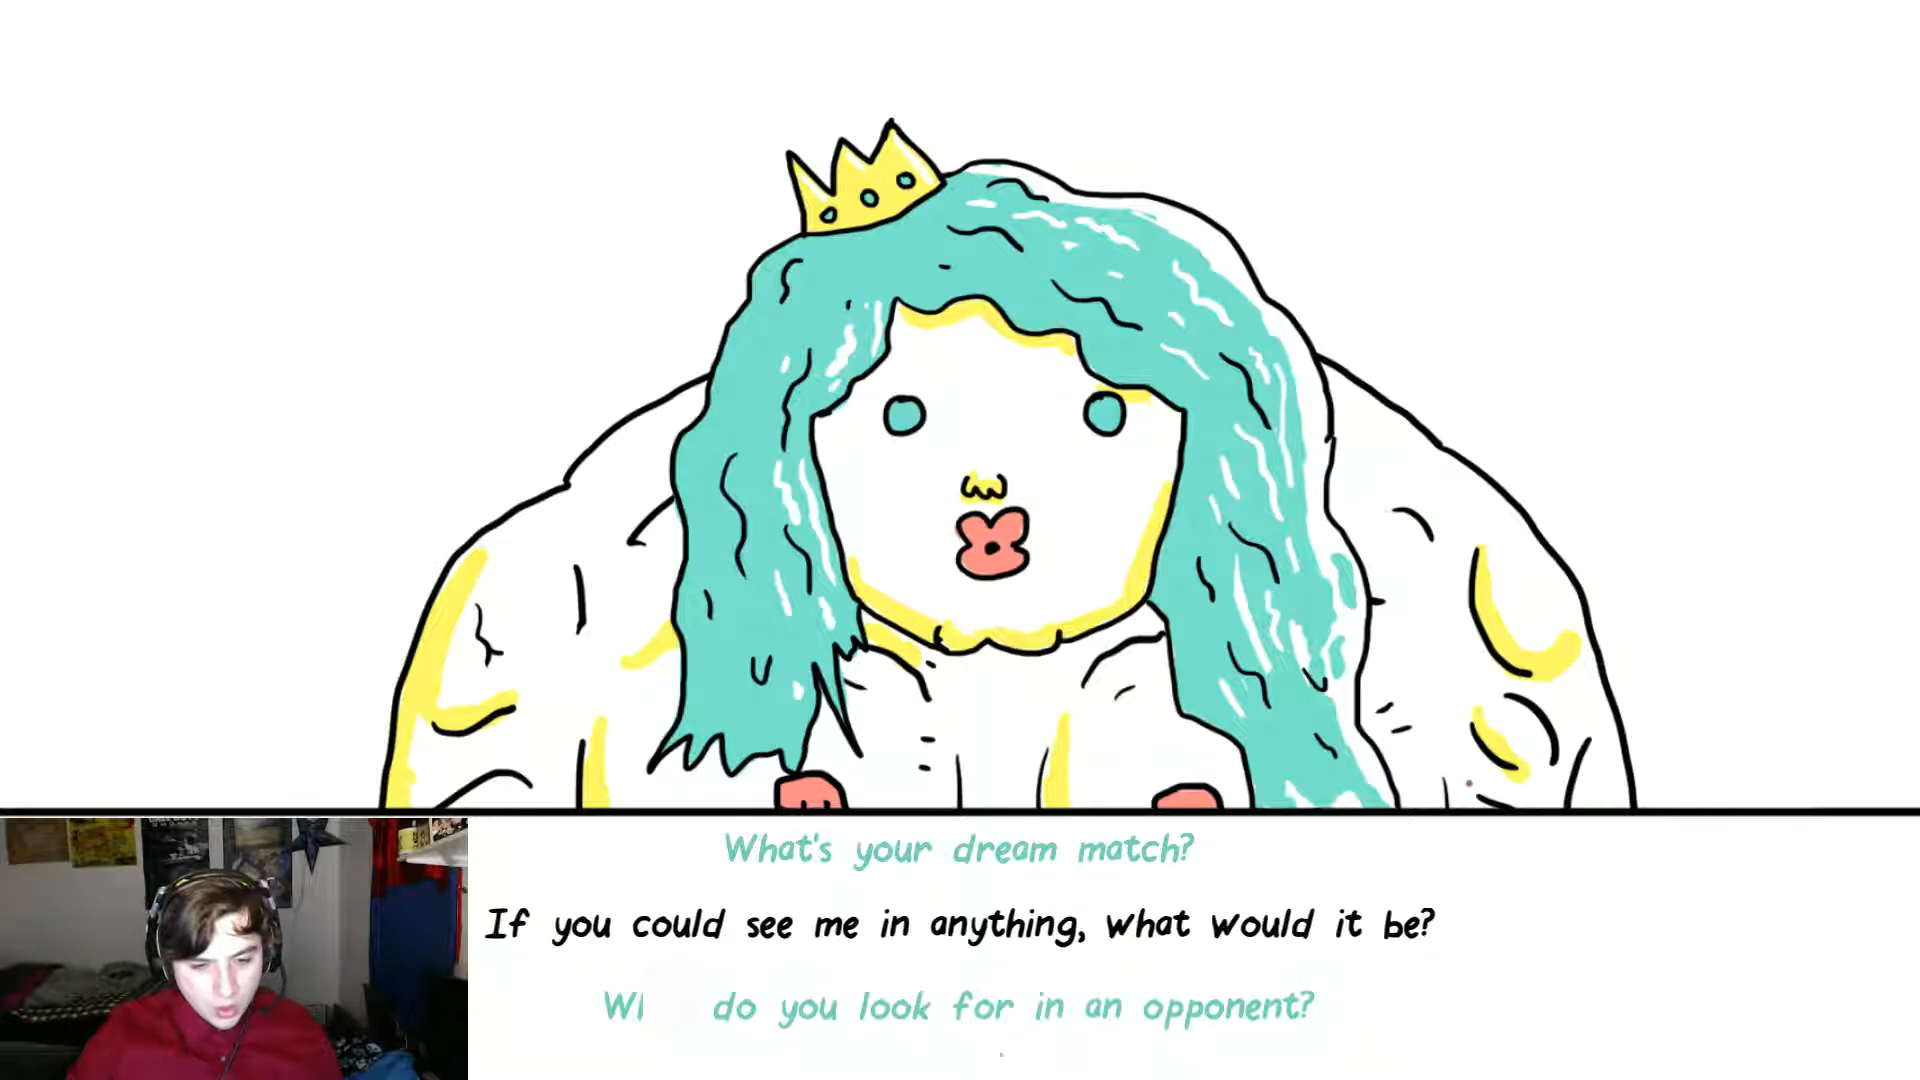 What's your dream match?
If you could see me in anything, what would it be?
do you look for in an opponent?